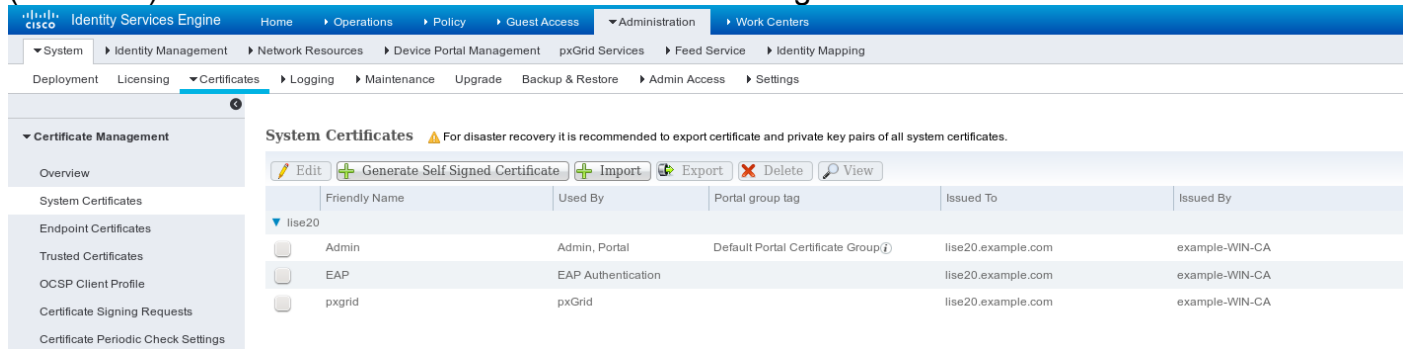 cisco Identity Services Engine Home Operations Policy Guest Access Administration Work Centers
System Identity Management Network Resources Device Portal Management pxGrid Services Feed Service Identity Mapping
Deployment Licensing Certificates Logging Maintenance Upgrade Backup & Restore Admin Access Settings
Certificate Management
Overview
System Certificates
Endpoint Certificates
Trusted Certificates
OCSP Client Profile
Certificate Signing Requests
Certificate Periodic Check Settings
System Certificates For disaster recovery it is recommended to export certificate and private key pairs of all system certificates.
Edit Generate Self Signed Certificate Import Export Delete View
Friendly Name Used By Portal group tag Issued To Issued By
lise20
Admin Admin, Portal Default Portal Certificate Group lise20.example.com example-WIN-CA
EAP EAP Authentication lise20.example.com example-WIN-CA
pxgrid pxGrid lise20.example.com example-WIN-CA